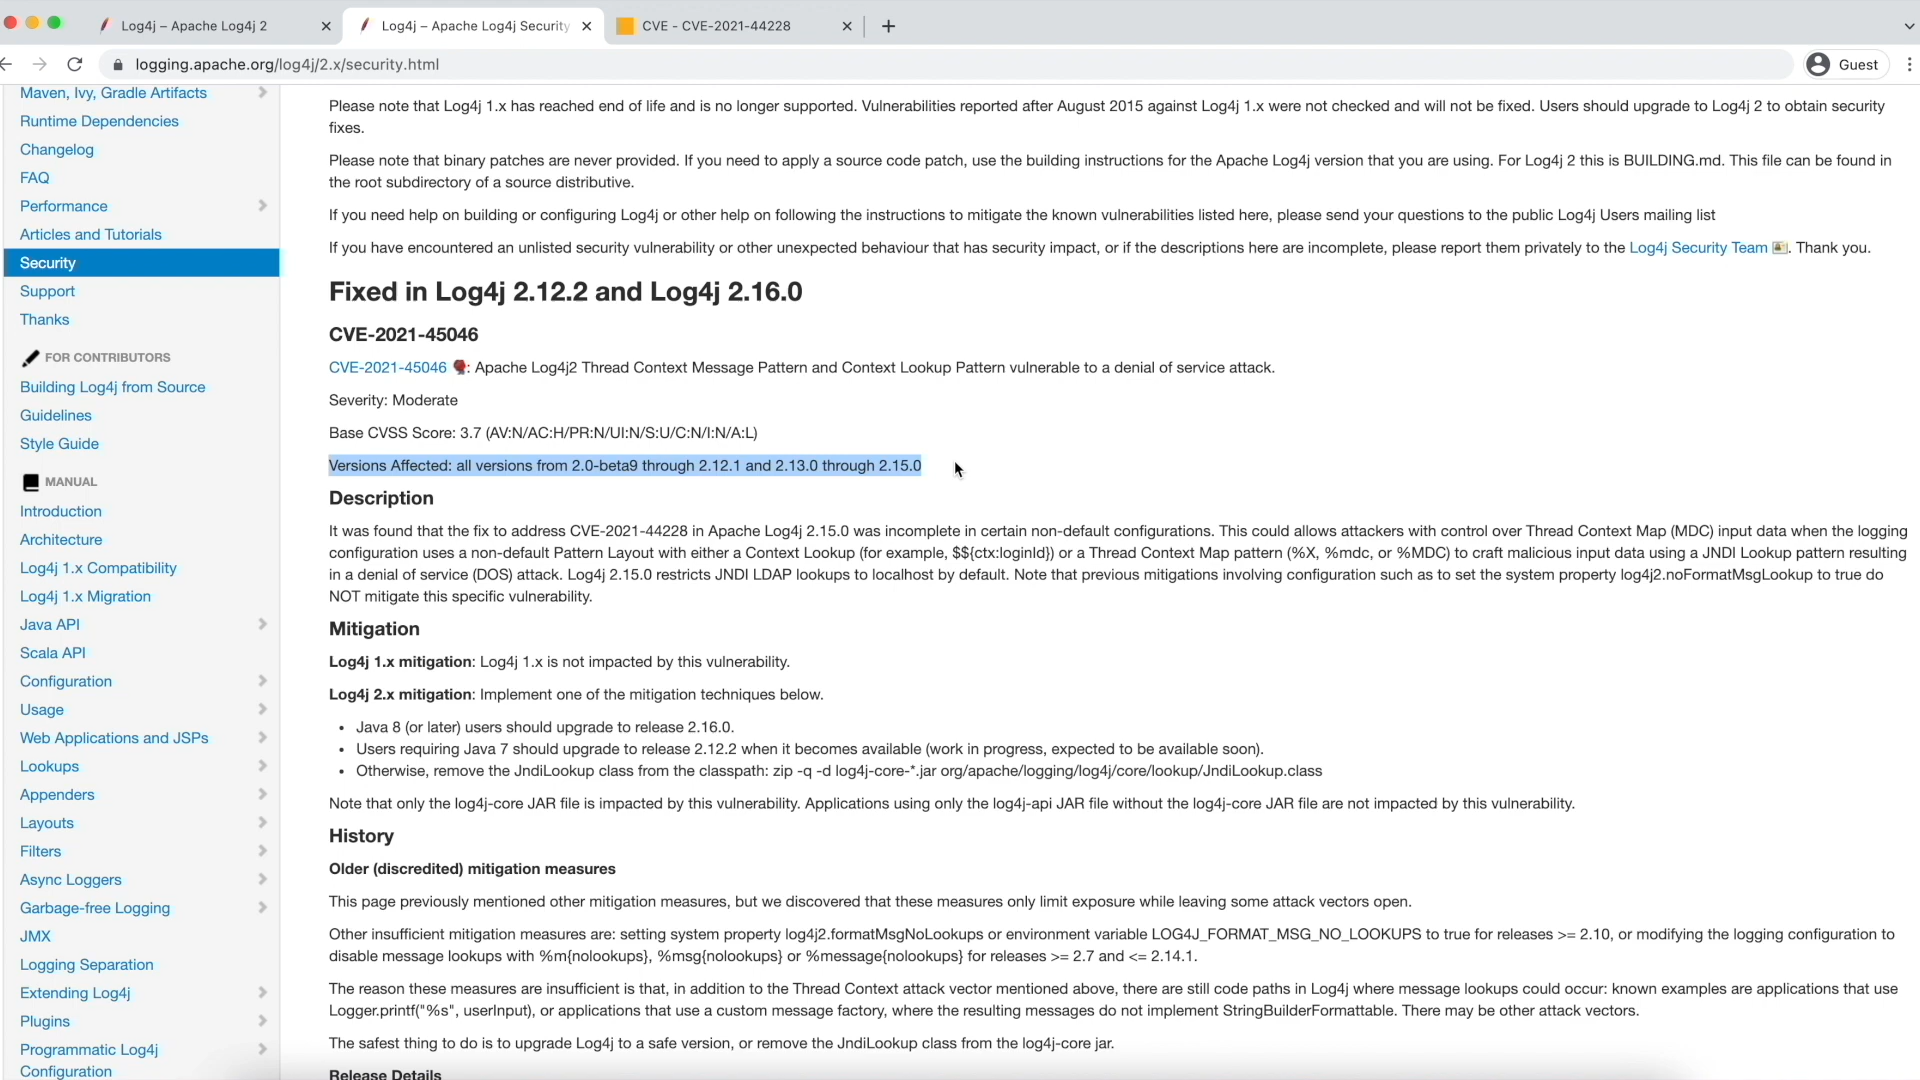 Log4j – Apache Log4j 2
Log4j – Apache Log4j Security
CVE - CVE-2021-44228
logging.apache.org/log4j/2.x/security.html
Guest
Maven, Ivy, Gradle Artifacts
Runtime Dependencies
Changelog
FAQ
Performance
Articles and Tutorials
Security
Support
Thanks
FOR CONTRIBUTORS
Building Log4j from Source
Guidelines
Style Guide
MANUAL
Introduction
Architecture
Log4j 1.x Compatibility
Log4j 1.x Migration
Java API
Scala API
Configuration
Usage
Web Applications and JSPs
Lookups
Appenders
Layouts
Filters
Async Loggers
Garbage-free Logging
JMX
Logging Separation
Extending Log4j
Plugins
Programmatic Log4j
Configuration
Please note that Log4j 1.x has reached end of life and is no longer supported. Vulnerabilities reported after August 2015 against Log4j 1.x were not checked and will not be fixed. Users should upgrade to Log4j 2 to obtain security
fixes.
Please note that binary patches are never provided. If you need to apply a source code patch, use the building instructions for the Apache Log4j version that you are using. For Log4j 2 this is BUILDING.md. This file can be found in
the root subdirectory of a source distributive.
If you need help on building or configuring Log4j or other help on following the instructions to mitigate the known vulnerabilities listed here, please send your questions to the public Log4j Users mailing list
If you have encountered an unlisted security vulnerability or other unexpected behaviour that has security impact, or if the descriptions here are incomplete, please report them privately to the Log4j Security Team. Thank you.
Fixed in Log4j 2.12.2 and Log4j 2.16.0
CVE-2021-45046
CVE-2021-45046 : Apache Log4j2 Thread Context Message Pattern and Context Lookup Pattern vulnerable to a denial of service attack.
Severity: Moderate
Base CVSS Score: 3.7 (AV:N/AC:H/PR:N/UI:N/S:U/C:N/I:N/A:L)
Versions Affected: all versions from 2.0-beta9 through 2.12.1 and 2.13.0 through 2.15.0
Description
It was found that the fix to address CVE-2021-44228 in Apache Log4j 2.15.0 was incomplete in certain non-default configurations. This could allows attackers with control over Thread Context Map (MDC) input data when the logging
configuration uses a non-default Pattern Layout with either a Context Lookup (for example, $${ctx:loginId}) or a Thread Context Map pattern (%X, %mdc, or %MDC) to craft malicious input data using a JNDI Lookup pattern resulting
in a denial of service (DOS) attack. Log4j 2.15.0 restricts JNDI LDAP lookups to localhost by default. Note that previous mitigations involving configuration such as to set the system property log4j2.noFormatMsgLookup to true do
NOT mitigate this specific vulnerability.
Mitigation
Log4j 1.x mitigation: Log4j 1.x is not impacted by this vulnerability.
Log4j 2.x mitigation: Implement one of the mitigation techniques below.
• Java 8 (or later) users should upgrade to release 2.16.0.
• Users requiring Java 7 should upgrade to release 2.12.2 when it becomes available (work in progress, expected to be available soon).
• Otherwise, remove the JndiLookup class from the classpath: zip -q -d log4j-core-*.jar org/apache/logging/log4j/core/lookup/JndiLookup.class
Note that only the log4j-core JAR file is impacted by this vulnerability. Applications using only the log4j-api JAR file without the log4j-core JAR file are not impacted by this vulnerability.
History
Older (discredited) mitigation measures
This page previously mentioned other mitigation measures, but we discovered that these measures only limit exposure while leaving some attack vectors open.
Other insufficient mitigation measures are: setting system property log4j2.formatMsgNoLookups or environment variable LOG4J_FORMAT_MSG_NO_LOOKUPS to true for releases >= 2.10, or modifying the logging configuration to
disable message lookups with %m{nolookups}, %msg{nolookups} or %message{nolookups} for releases >= 2.7 and <= 2.14.1.
The reason these measures are insufficient is that, in addition to the Thread Context attack vector mentioned above, there are still code paths in Log4j where message lookups could occur: known examples are applications that use
Logger.printf("%s", userInput), or applications that use a custom message factory, where the resulting messages do not implement StringBuilderFormattable. There may be other attack vectors.
The safest thing to do is to upgrade Log4j to a safe version, or remove the JndiLookup class from the log4j-core jar.
Release Details